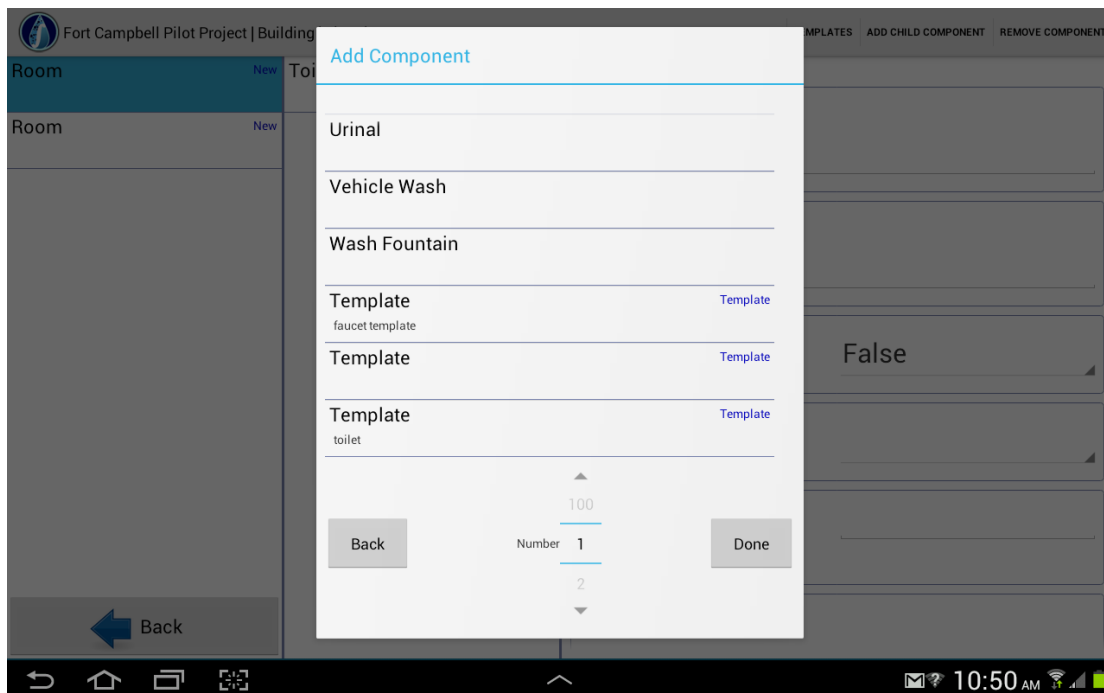 Fort Campbell Pilot Project | Building
MPLATES ADD CHILD COMPONENT REMOVE COMPONENT
Room New
Toi
Room New
Add Component
Urinal
Vehicle Wash
Wash Fountain
Template Template
faucet template
Template Template
Template Template
toilet
100
Back Number 1 Done
2
False
Back
10:50 AM